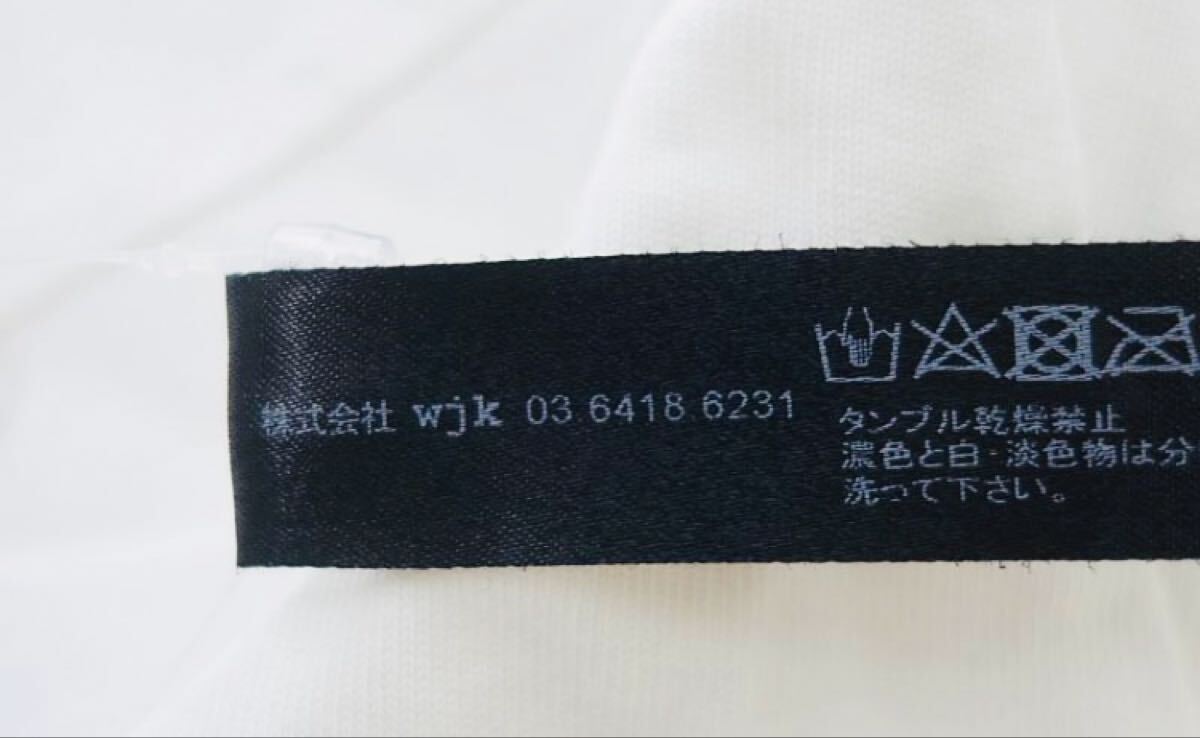 株式会社 wjk 03 6418 6231
タンブル乾燥禁止
濃色と白・淡色物は分
洗って下さい。